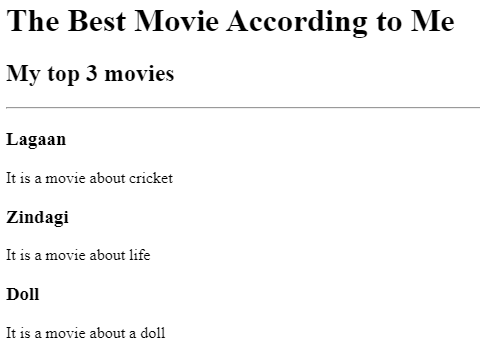 The Best Movie According to Me
My top 3 movies
Lagaan
It is a movie about cricket
Zindagi
It is a movie about life
Doll
It is a movie about a doll